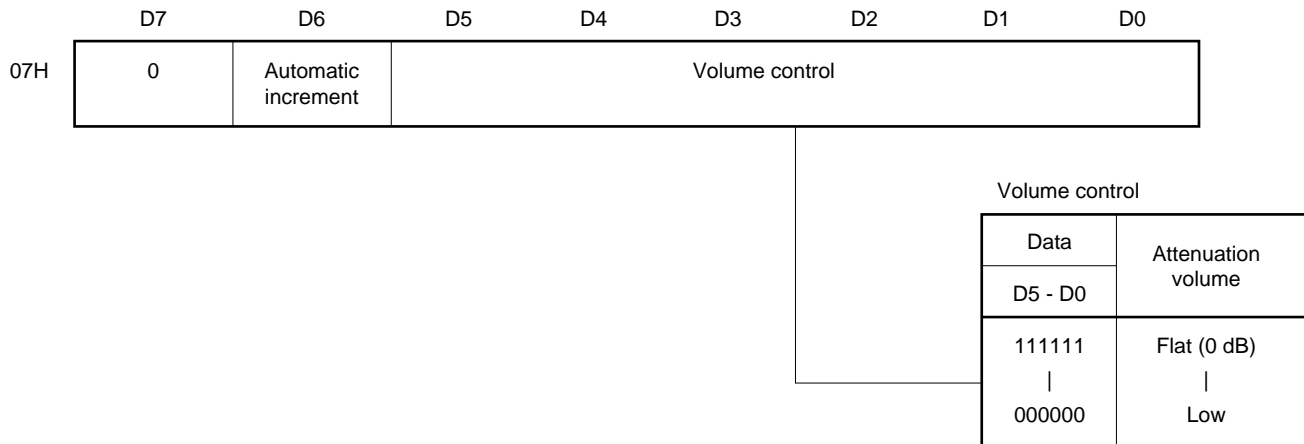 D7 D6 D5 D4 D3 D2 D1 D0
07H 0 Automatic increment Volume control
Volume control
Data Attenuation volume
D5 - D0
111111 Flat (0 dB)
| |
000000 Low